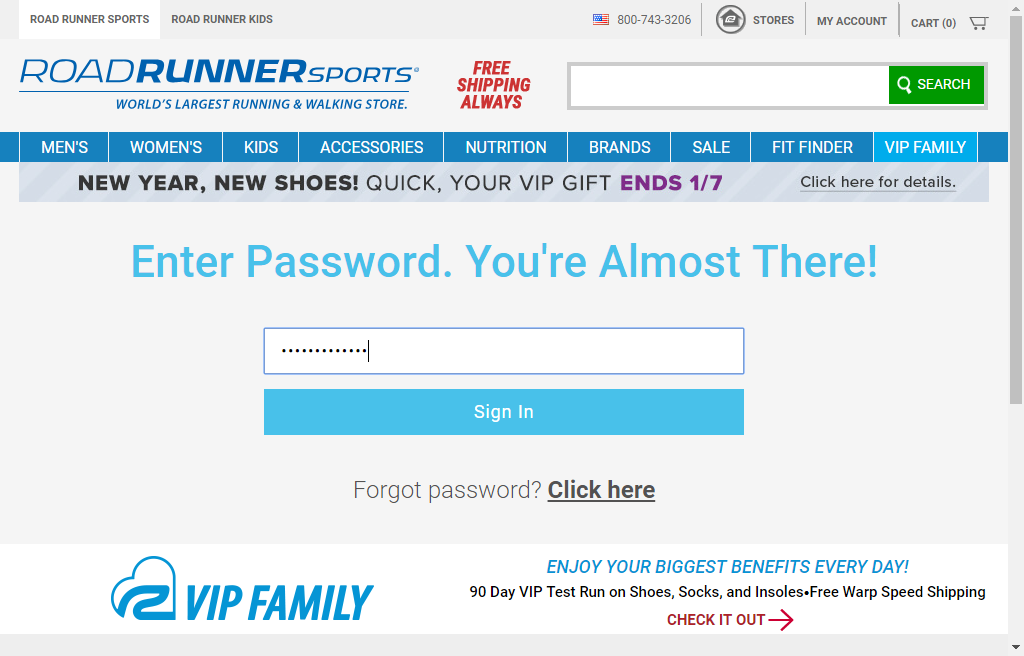 ROAD RUNNER SPORTS ROAD RUNNER KIDS 800-743-3206 STORES MY ACCOUNT CART (0)
ROADRUNNERSPORTS®
WORLD'S LARGEST RUNNING & WALKING STORE.
FREE
SHIPPING
ALWAYS
SEARCH
MEN'S WOMEN'S KIDS ACCESSORIES NUTRITION BRANDS SALE FIT FINDER VIP FAMILY
NEW YEAR, NEW SHOES! QUICK, YOUR VIP GIFT ENDS 1/7 Click here for details.
Enter Password. You're Almost There!
•••••••••••••
Sign In
Forgot password? Click here
VIP FAMILY
ENJOY YOUR BIGGEST BENEFITS EVERY DAY!
90 Day VIP Test Run on Shoes, Socks, and Insoles•Free Warp Speed Shipping
CHECK IT OUT